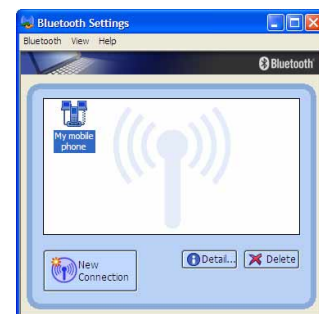 Bluetooth Settings
Bluetooth View Help
Bluetooth
My mobile
phone
New
Connection
Detail...
Delete